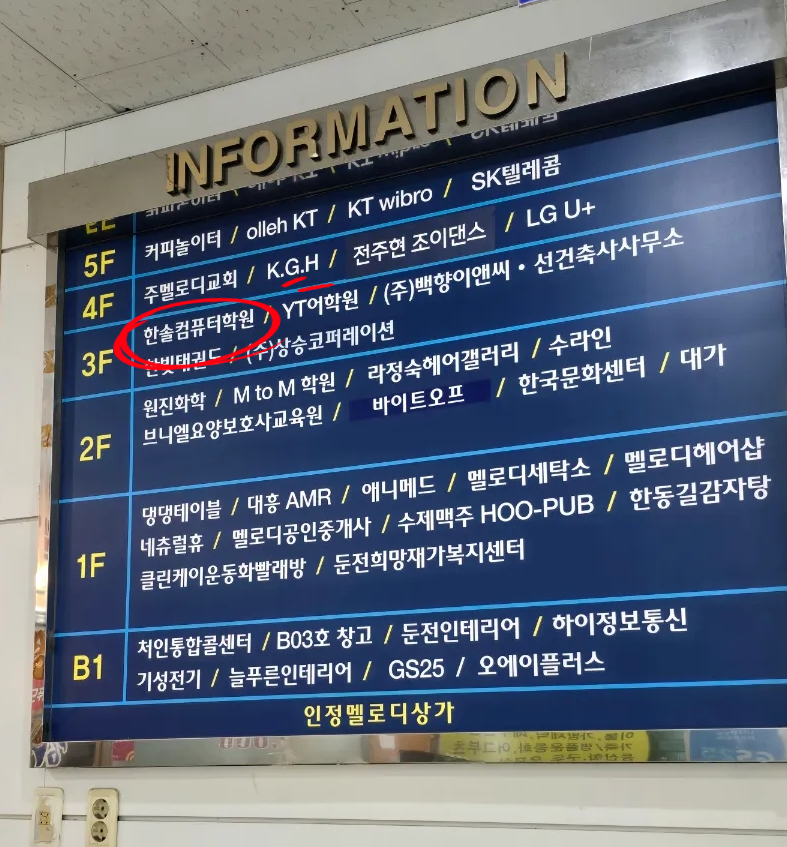 INFORMATION
5F
커피놀이터 / olleh KT / KT wibro / SK텔레콤
4F
주멜로디교회 / K.G.H / 전주현 조이댄스 / LG U+
3F
한솔컴퓨터학원 / YT어학원 / (주)백향이앤씨 · 선건축사사무소
한빛태권도 / (주)상승코퍼레이션
2F
원진화학 / M to M 학원 / 라정숙헤어갤러리 / 수라인
브니엘요양보호사교육원 / 바이트오프 / 한국문화센터 / 대가
1F
댕댕테이블 / 대흥 AMR / 애니메드 / 멜로디세탁소 / 멜로디헤어샵
네츄럴휴 / 멜로디공인중개사 / 수제맥주 HOO-PUB / 한동길감자탕
클린케이운동화빨래방 / 둔전희망재가복지센터
B1
처인통합콜센터 / B03호 창고 / 둔전인테리어 / 하이정보통신
기성전기 / 늘푸른인테리어 / GS25 / 오에이플러스
인정멜로디상가